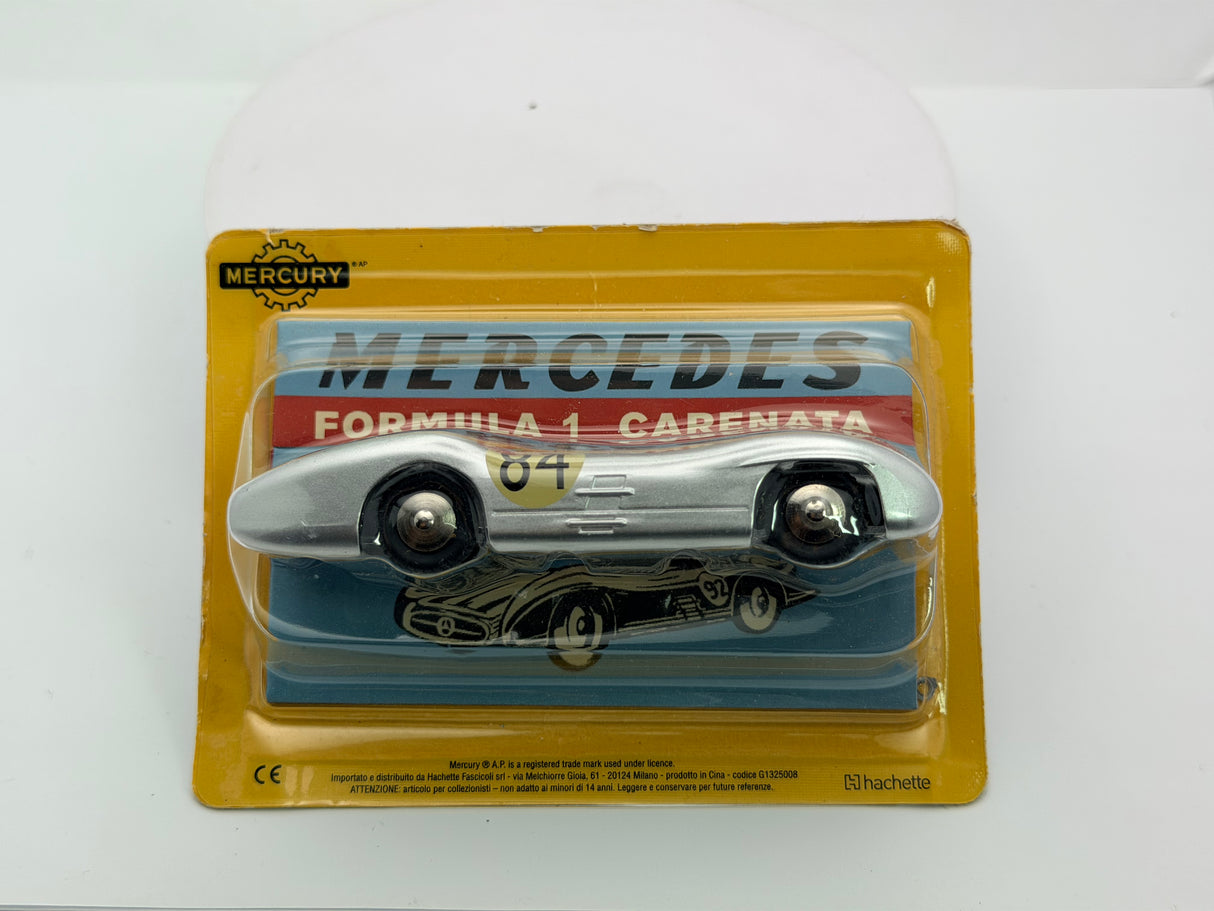 MERCURY ® AP
MERCEDES
FORMULA 1 CARENATA
84
92
Mercury ® A.P. is a registered trade mark used under licence.
CE
Importato e distribuito da Hachette Fascicoli srl - via Melchiorre Gioia, 61 - 20124 Milano - prodotto in Cina - codice G1325008
ATTENZIONE: articolo per collezionisti – non adatto ai minori di 14 anni. Leggere e conservare per future referenze.
hachette